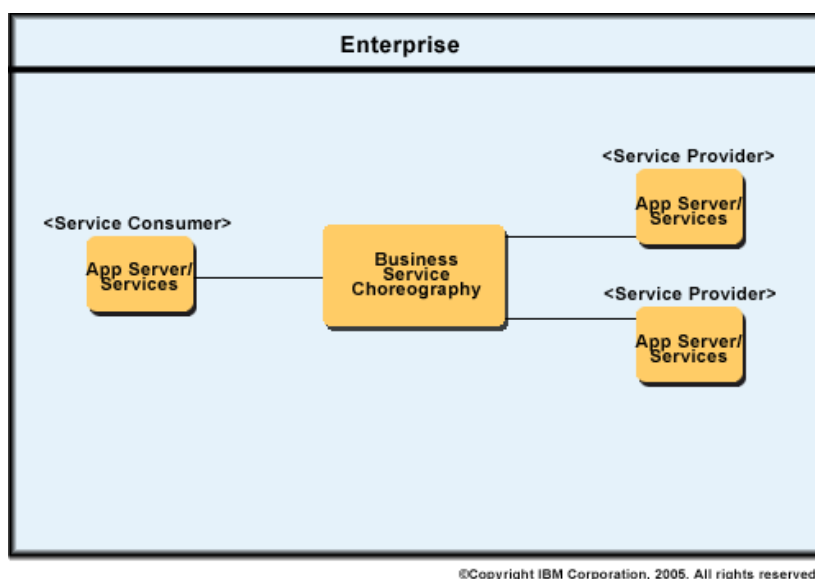 Enterprise
<Service Provider>
App Server/
Services
<Service Consumer>
App Server/
Services
Business
Service
Choreography
<Service Provider>
App Server/
Services
©Copyright IBM Corporation, 2005. All rights reserved